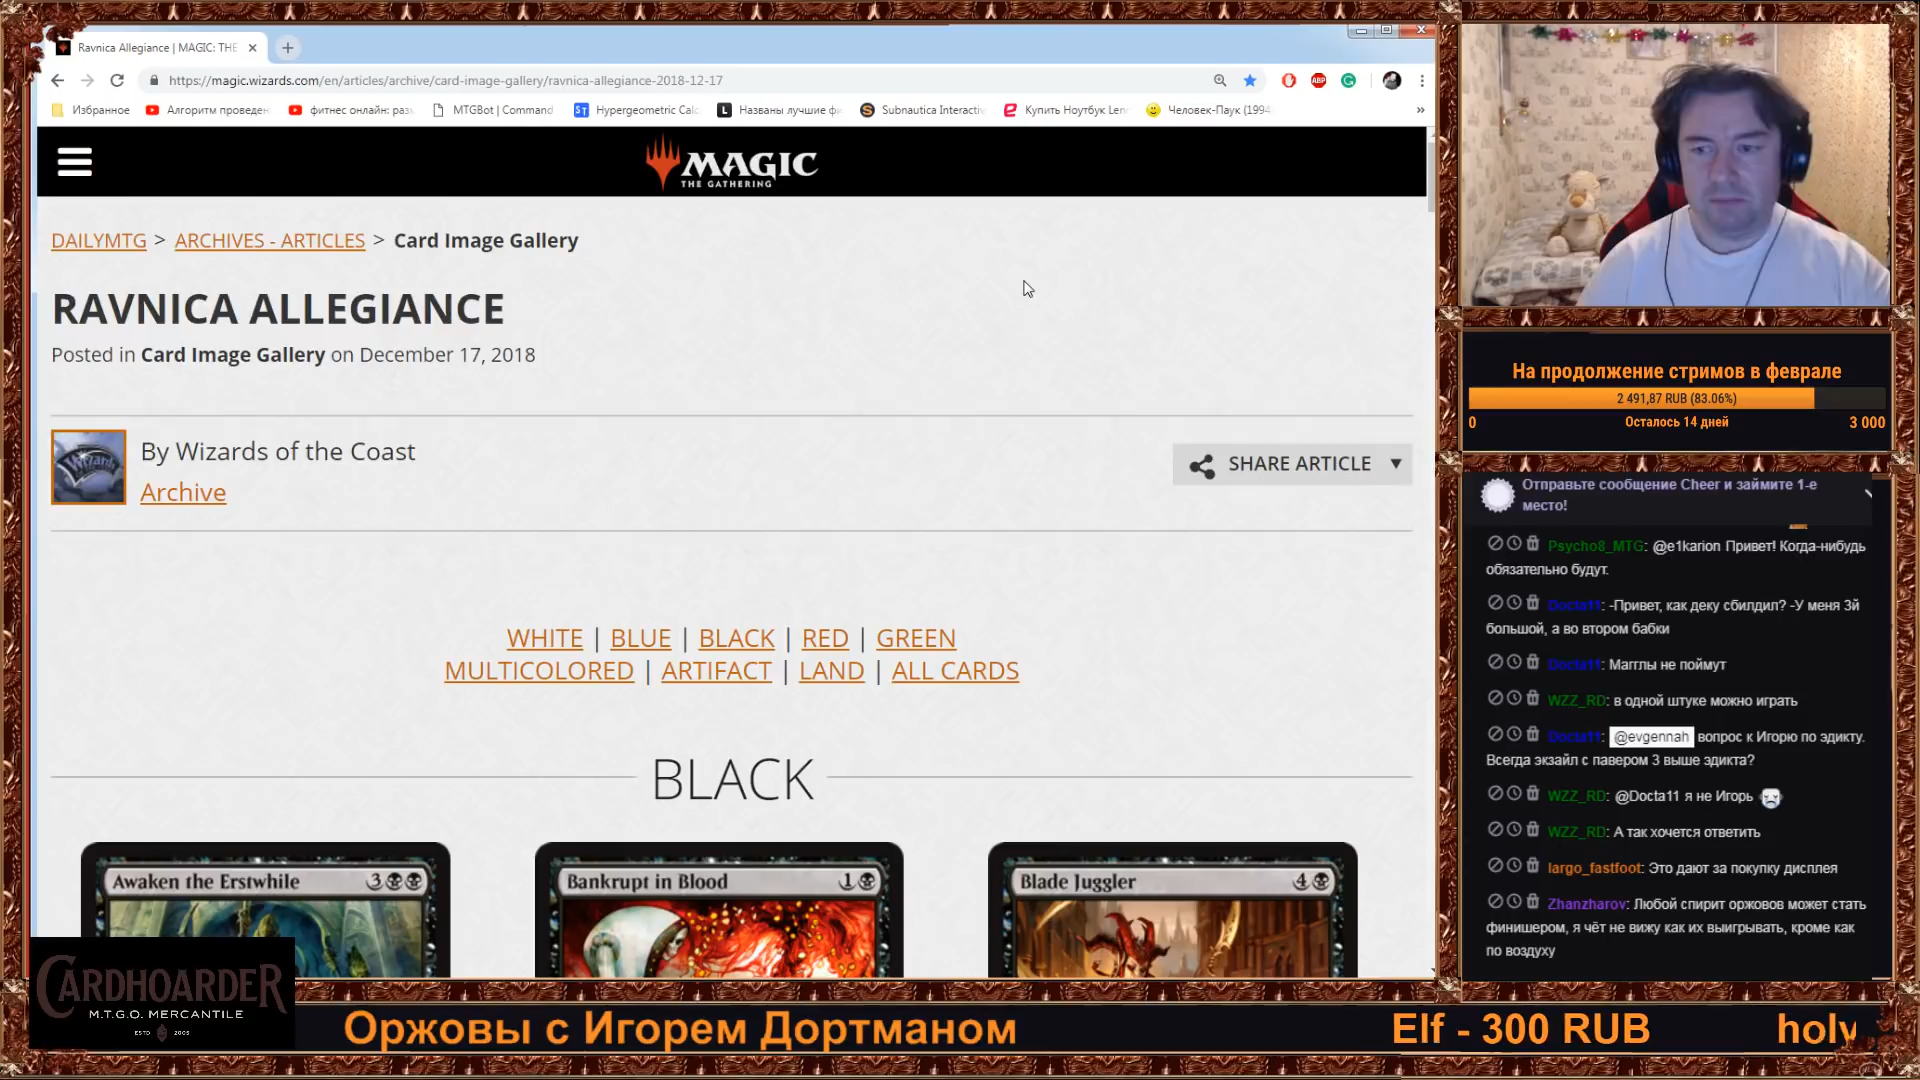 Ravnica Allegiance | MAGIC: THE
https://magic.wizards.com/en/articles/archive/card-image-gallery/ravnica-allegiance-2018-12-17
Избранное
Алгоритм проведен
фитнес онлайн: раз
MTGBot | Command
Hypergeometric Calc
Названы лучшие фи
Subnautica Interactiv
Купить Ноутбук Len
Человек-Паук (1994
ABP
MAGIC
THE GATHERING
DAILYMTG > ARCHIVES - ARTICLES > Card Image Gallery
RAVNICA ALLEGIANCE
Posted in Card Image Gallery on December 17, 2018
Wizards
By Wizards of the Coast
Archive
SHARE ARTICLE
WHITE | BLUE | BLACK | RED | GREEN
MULTICOLORED | ARTIFACT | LAND | ALL CARDS
BLACK
Awaken the Erstwhile 3
Bankrupt in Blood 1
Blade Juggler 4
CARDHOARDER
M.T.G.O. MERCANTILE
ESTD 2005
На продолжение стримов в феврале
2 491,87 RUB (83.06%)
0 Осталось 14 дней 3 000
Отправьте сообщение Cheer и займите 1-е
место!
Psycho8_MTG: @e1karion Привет! Когда-нибудь
обязательно будут.
Docta11: -Привет, как деку сбилдил? -У меня 3й
большой, а во втором бабки
Docta11: Магглы не поймут
WZZ_RD: в одной штуке можно играть
Docta11: @evgennah вопрос к Игорю по эдикту.
Всегда экзайл с павером 3 выше эдикта?
WZZ_RD: @Docta11 я не Игорь
WZZ_RD: А так хочется ответить
largo_fastfoot: Это дают за покупку дисплея
Zhanzharov: Любой спирит оржовов может стать
финишером, я чёт не вижу как их выигрывать, кроме как
по воздуху
Оржовы с Игорем Дортманом
Elf - 300 RUB